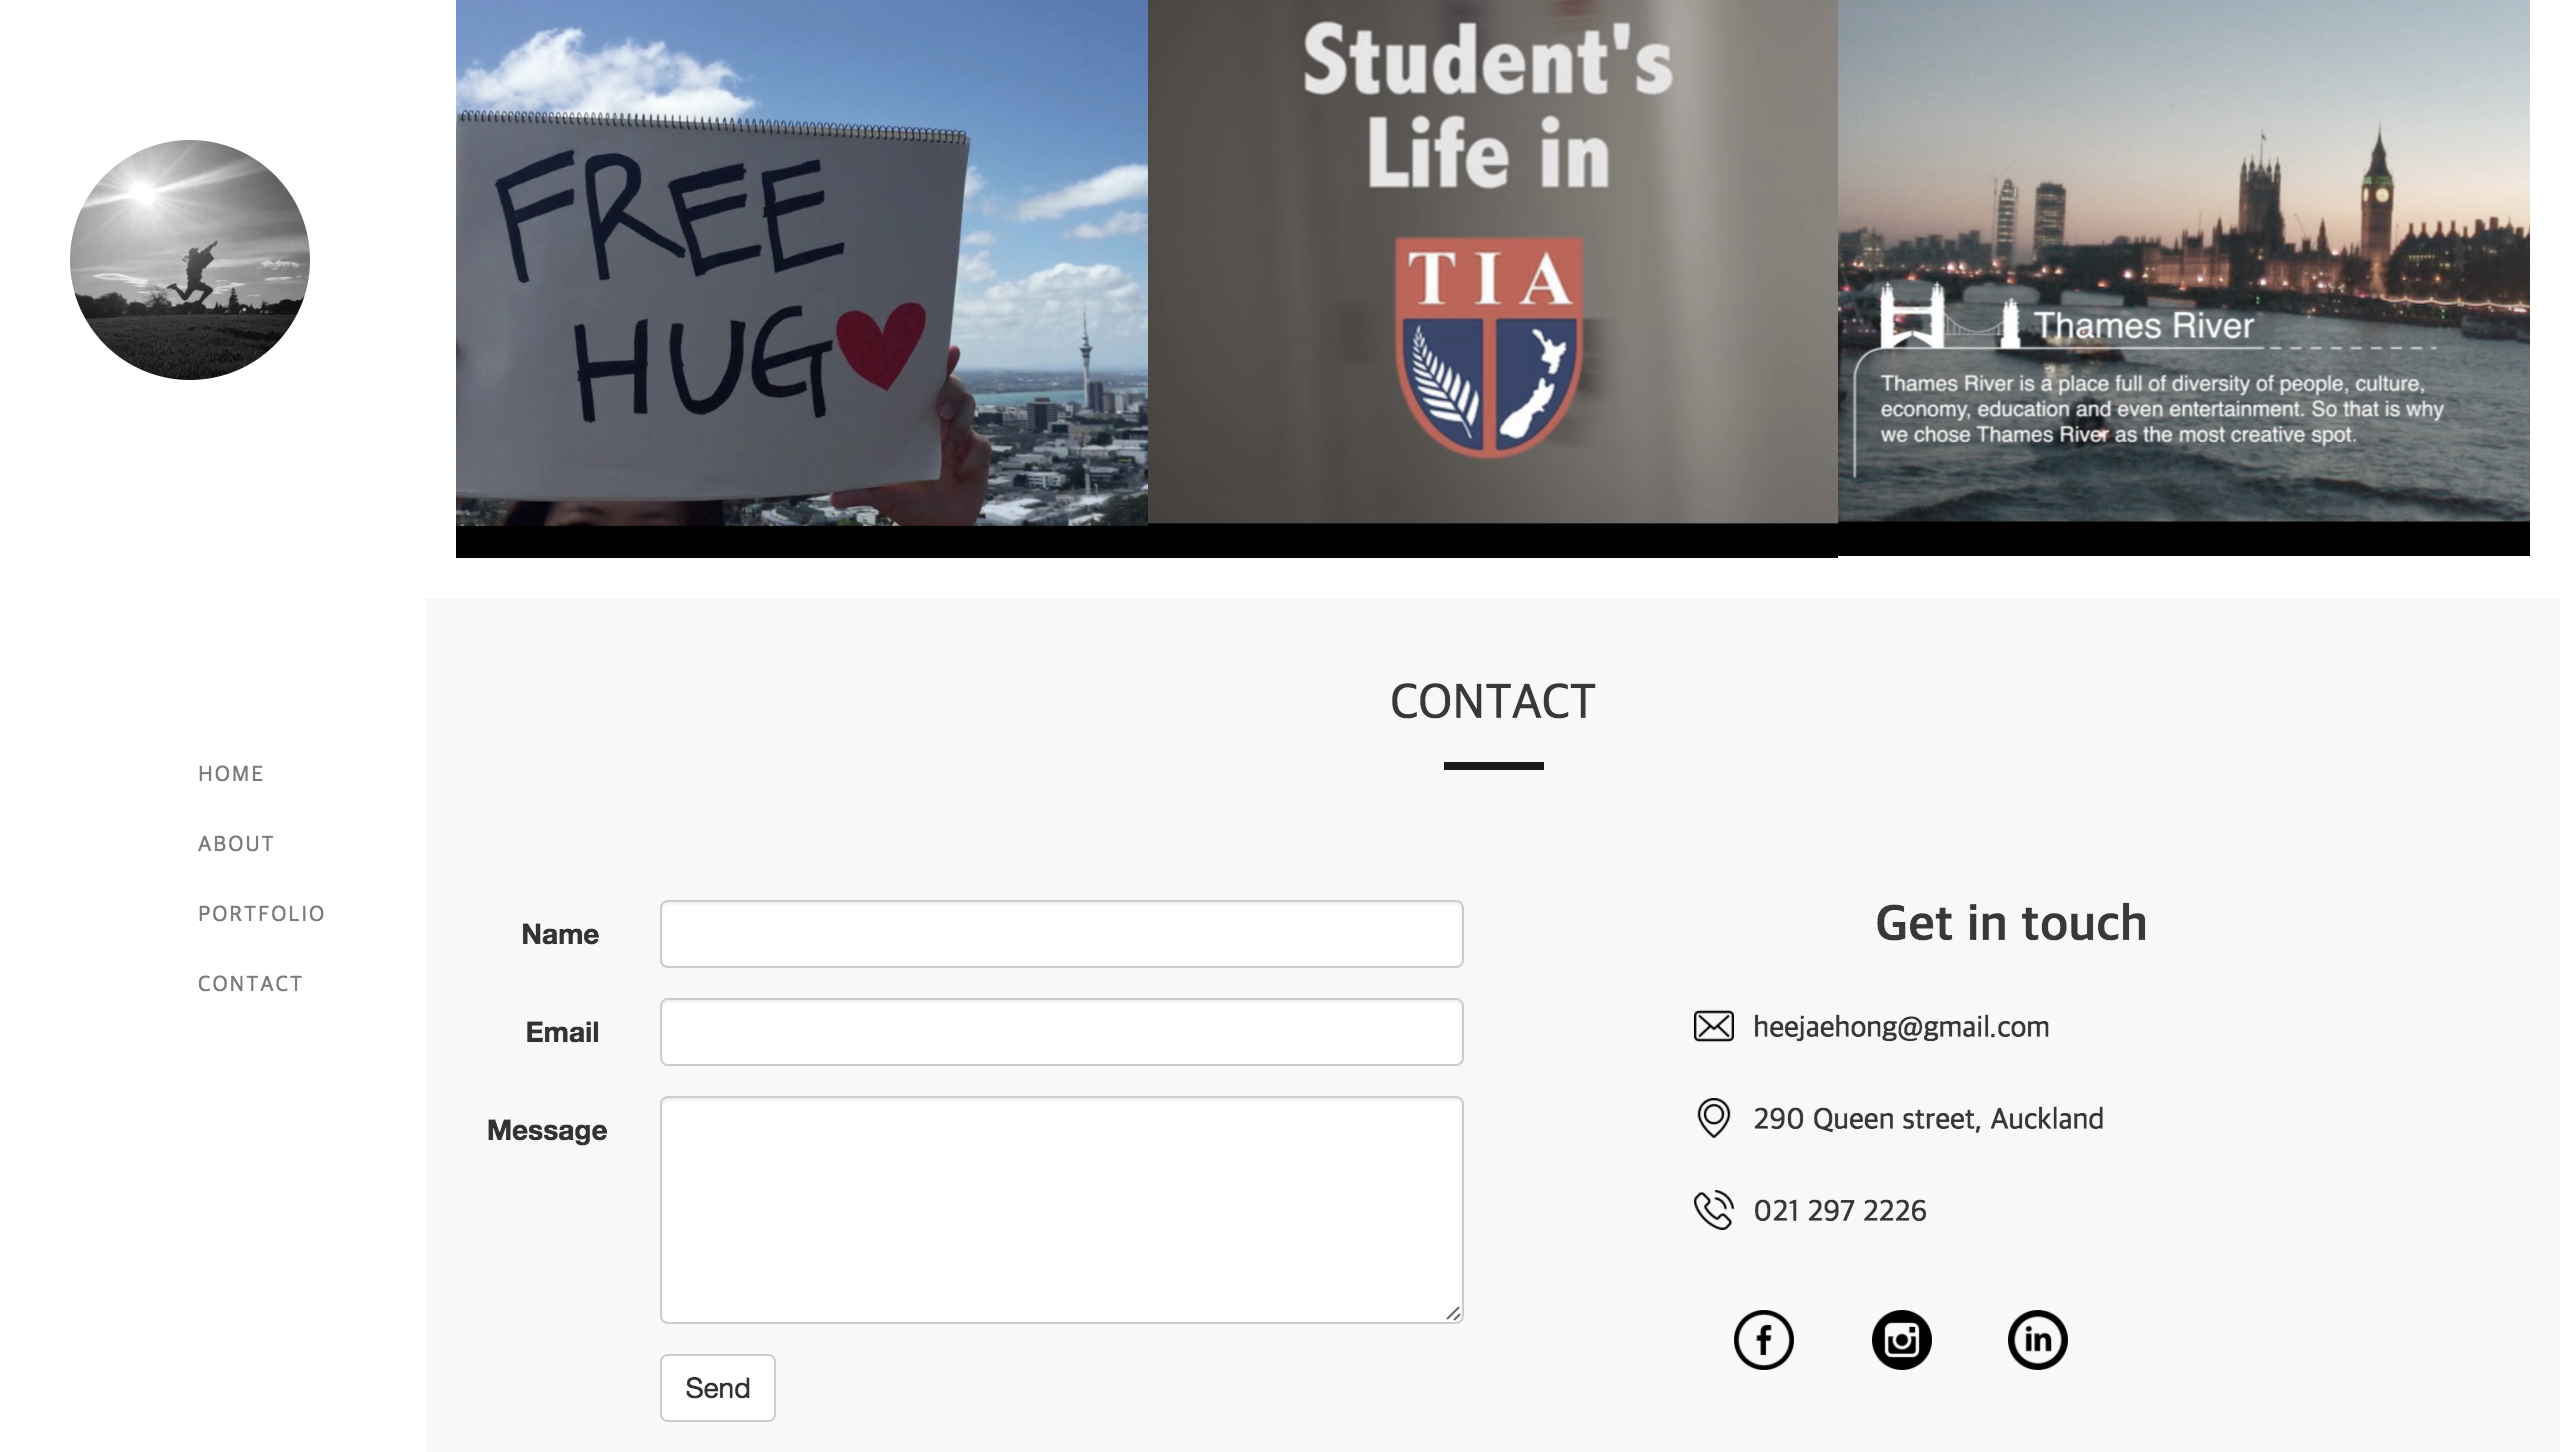 FREE
HUG
Student's
Life in
TIA
Thames River
Thames River is a place full of diversity of people, culture,
economy, education and even entertainment. So that is why
we chose Thames River as the most creative spot.
HOME
ABOUT
PORTFOLIO
CONTACT
CONTACT
Name
Email
Message
Send
Get in touch
heejaehong@gmail.com
290 Queen street, Auckland
021 297 2226
f
in